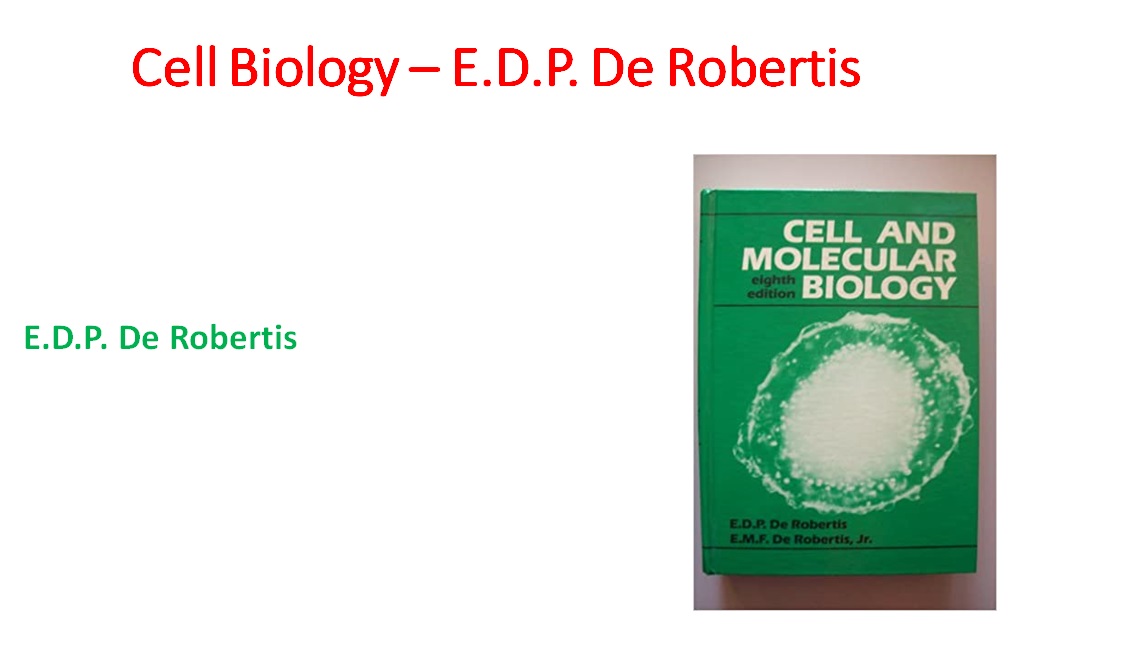 Cell Biology – E.D.P. De Robertis
E.D.P. De Robertis
CELL AND
MOLECULAR
eighth
edition
BIOLOGY
E.D.P. De Robertis
E.M.F. De Robertis, Jr.